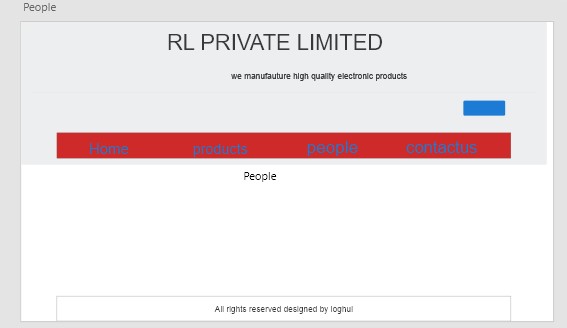 People
RL PRIVATE LIMITED
we manufauture high quality electronic products
Home products people contactus
People
All rights reserved designed by loghui